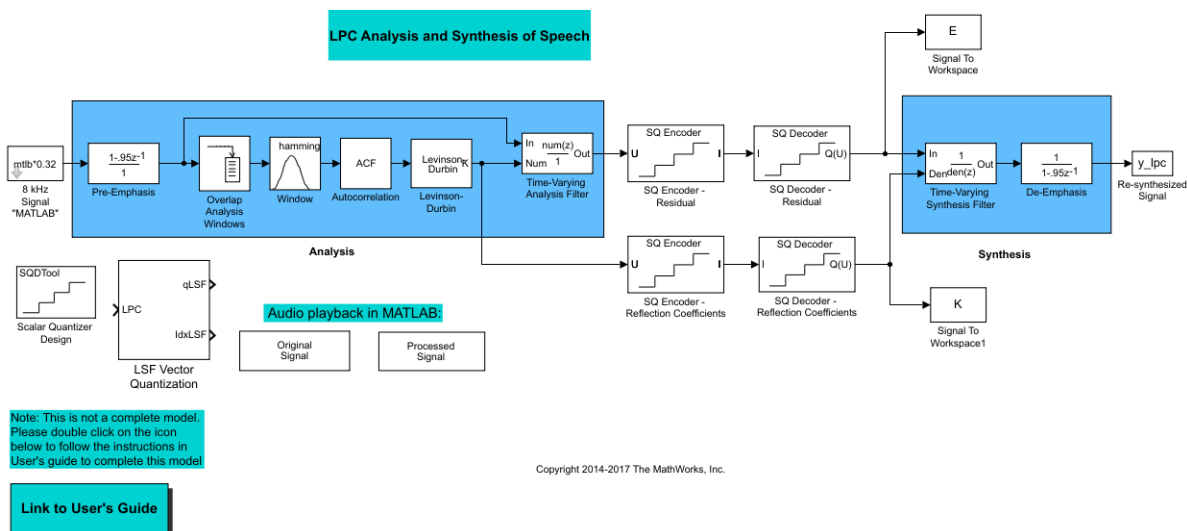 LPC Analysis and Synthesis of Speech
E
Signal To
Workspace
mtlb*0.32
8 kHz
Signal
"MATLAB"
1-.95z-1
1
Pre-Emphasis
Overlap
Analysis
Windows
hamming
Window
ACF
Autocorrelation
Levinson-
Durbin
K
Levinson-
Durbin
In
Num
num(z)
1
Out
Time-Varying
Analysis Filter
Analysis
SQ Encoder
U
I
SQ Encoder -
Residual
SQ Decoder
I
Q(U)
SQ Decoder -
Residual
In
Den
1
den(z)
Out
Time-Varying
Synthesis Filter
1
1-.95z-1
De-Emphasis
Synthesis
y_lpc
Re-synthesized
Signal
SQ Encoder
U
I
SQ Encoder -
Reflection Coefficients
SQ Decoder
I
Q(U)
SQ Decoder -
Reflection Coefficients
K
Signal To
Workspace1
SQDTool
Scalar Quantizer
Design
LPC
qLSF
IdxLSF
LSF Vector
Quantization
Audio playback in MATLAB:
Original
Signal
Processed
Signal
Note: This is not a complete model.
Please double click on the icon
below to follow the instructions in
User's guide to complete this model
Copyright 2014-2017 The MathWorks, Inc.
Link to User's Guide